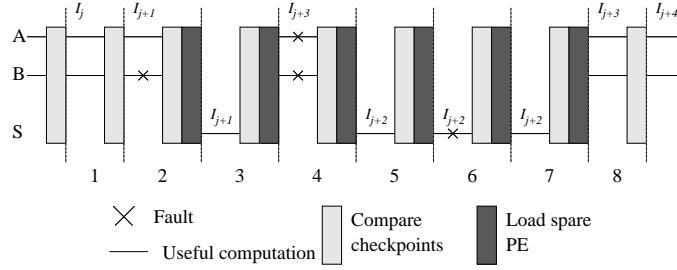 I_j I_{j+1} I_{j+3} I_{j+3} I_{j+4}
A
B
I_{j+1} I_{j+2} I_{j+2} I_{j+2}
S
1 2 3 4 5 6 7 8
Fault
Useful computation
Compare
checkpoints
Load spare
PE